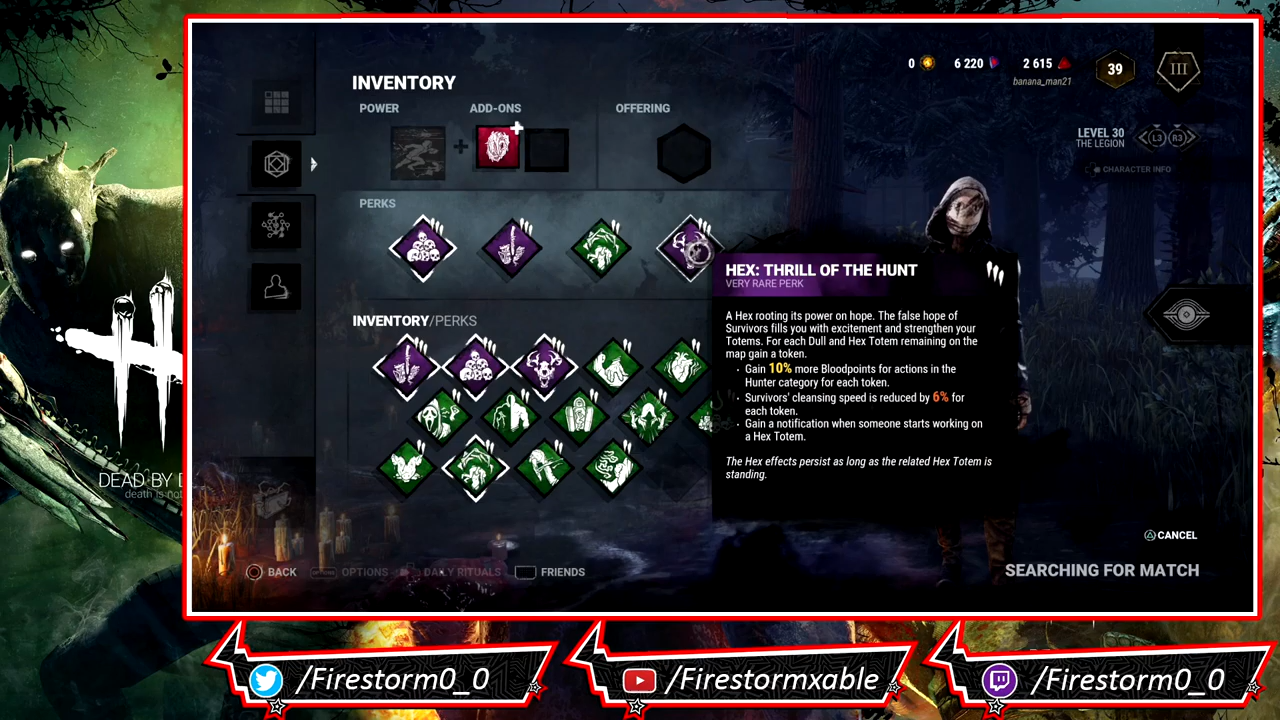 INVENTORY
POWER
ADD-ONS
OFFERING
0
6 220
2 615
banana_man21
39
III
LEVEL 30
THE LEGION
L3 R3
CHARACTER INFO
PERKS
HEX: THRILL OF THE HUNT
VERY RARE PERK
A Hex rooting its power on hope. The false hope of
Survivors fills you with excitement and strengthen your
Totems. For each Dull and Hex Totem remaining on the
map gain a token.
· Gain 10% more Bloodpoints for actions in the
Hunter category for each token.
· Survivors' cleansing speed is reduced by 6% for
each token.
· Gain a notification when someone starts working on
a Hex Totem.
The Hex effects persist as long as the related Hex Totem is
standing.
INVENTORY/PERKS
DEAD BY D
death is not
CANCEL
SEARCHING FOR MATCH
BACK
OPTIONS OPTIONS
DAILY RITUALS
FRIENDS
/Firestorm0_0
/Firestormxable
/Firestorm0_0